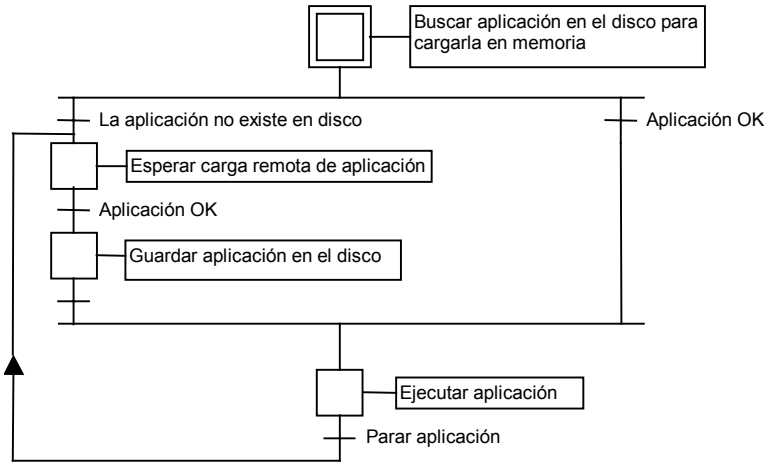 Buscar aplicación en el disco para
cargarla en memoria
La aplicación no existe en disco
Aplicación OK
Esperar carga remota de aplicación
Aplicación OK
Guardar aplicación en el disco
Ejecutar aplicación
Parar aplicación